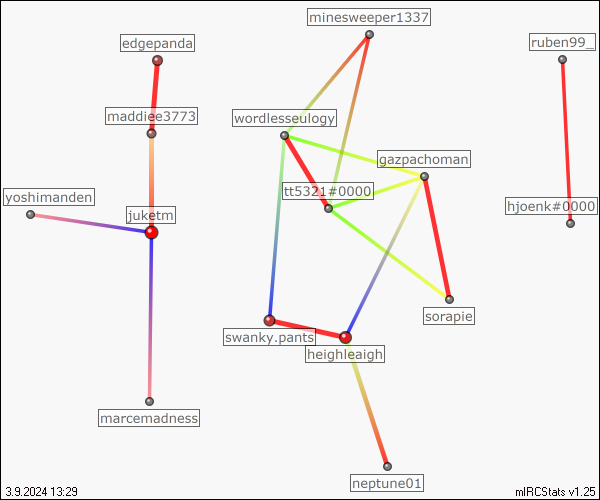 minesweeper1337
edgepanda
ruben99_
maddiee3773
wordlesseulogy
gazpachoman
tt5321#0000
yoshimanden
juketm
hjoenk#0000
sorapie
swanky.pants
heighleaigh
marcemadness
neptune01
3.9.2024 13:29
mIRCStats v1.25